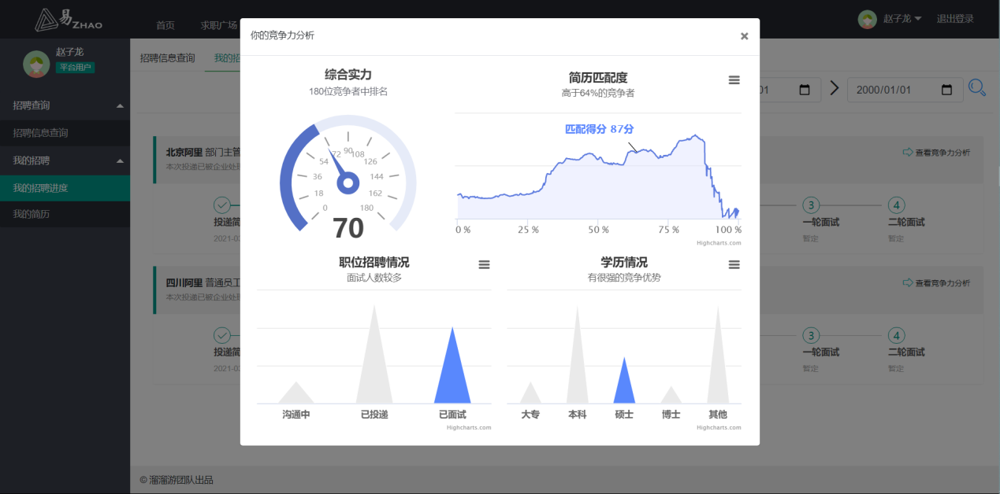 易ZHAO
首页
求职广场
赵子龙
退出登录
赵子龙
平台用户
招聘查询
招聘信息查询
我的招聘
我的招聘进度
我的简历
招聘信息查询
我的招
01
2000/01/01
北京阿里 部门主管
本次投递已被企业处理
查看竞争力分析
投递简
2021-03
3
一轮面试
暂定
4
二轮面试
暂定
四川阿里 普通员工
本次投递已被企业处理
查看竞争力分析
投递简
2021-03
3
一轮面试
暂定
4
二轮面试
暂定
© 溜溜游团队出品
你的竞争力分析
×
综合实力
180位竞争者中排名
0
18
36
54
72
90
108
126
144
162
180
70
简历匹配度
高于64%的竞争者
匹配得分 87分
0 %
25 %
50 %
75 %
100 %
Highcharts.com
职位招聘情况
面试人数较多
沟通中
已投递
已面试
Highcharts.com
学历情况
有很强的竞争优势
大专
本科
硕士
博士
其他
Highcharts.com